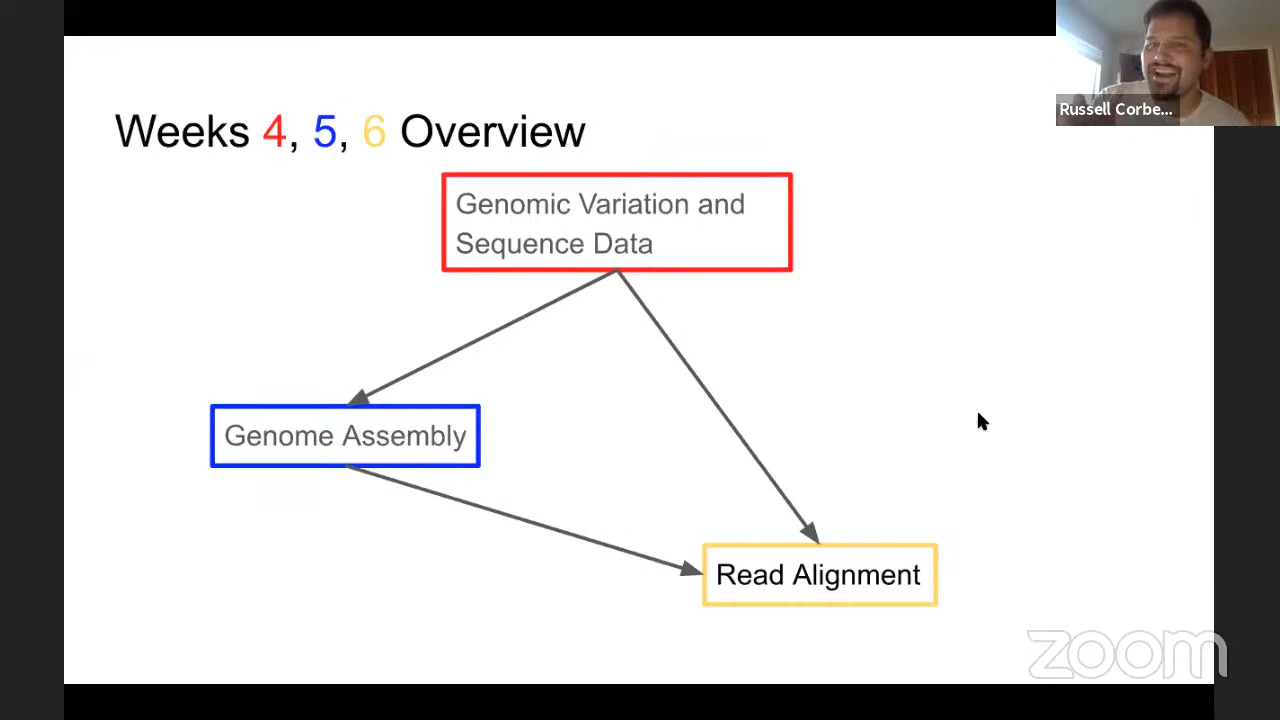 Russell Corbe...
Weeks 4, 5, 6 Overview
Genomic Variation and
Sequence Data
Genome Assembly
Read Alignment
zoom